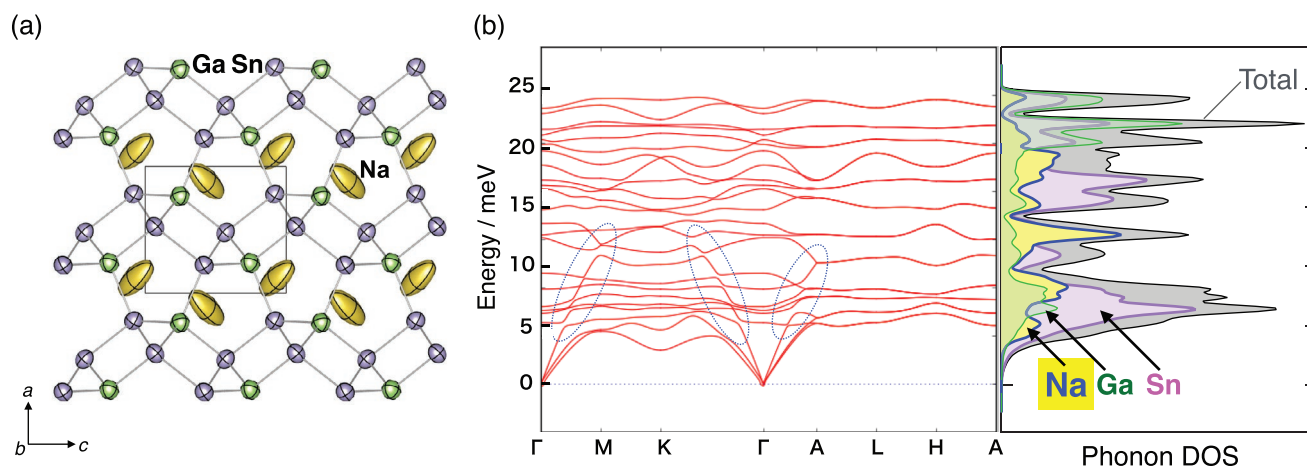 (a)
Ga Sn
Na
a
b
c
(b)
Energy / meV
25
20
15
10
5
0
Γ M K Γ A L H A
Total
Na Ga Sn
Phonon DOS